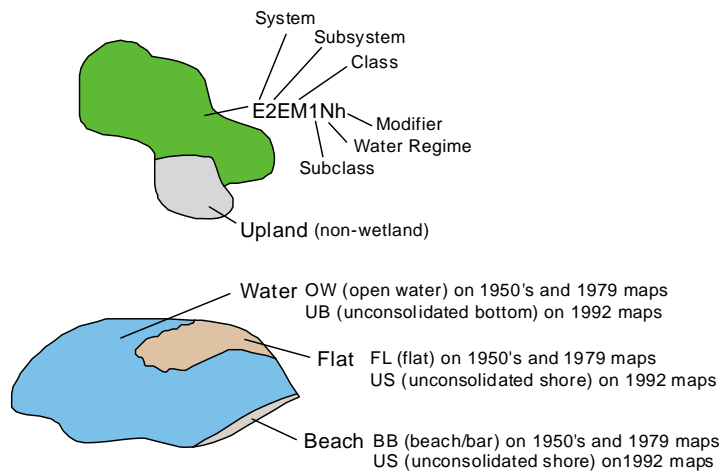 System
Subsystem
Class
E2EM1Nh
Modifier
Water Regime
Subclass
Upland (non-wetland)
Water OW (open water) on 1950's and 1979 maps
UB (unconsolidated bottom) on 1992 maps
Flat FL (flat) on 1950's and 1979 maps
US (unconsolidated shore) on 1992 maps
Beach BB (beach/bar) on 1950's and 1979 maps
US (unconsolidated shore) on1992 maps